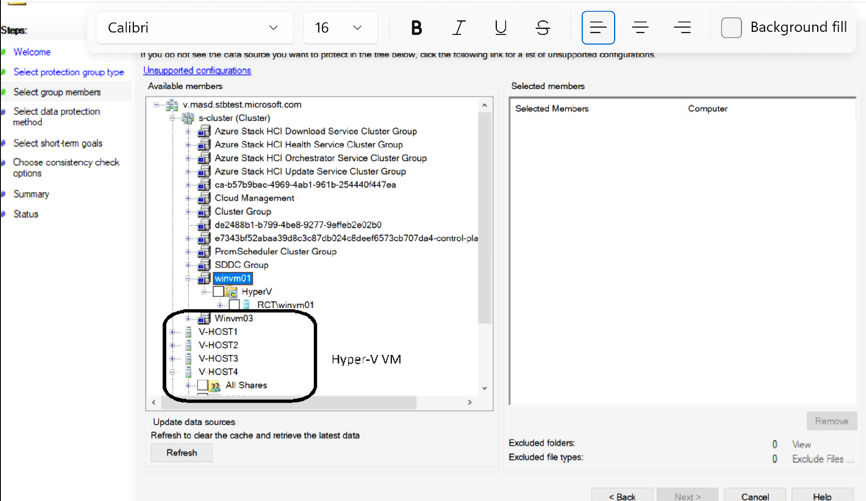 Calibri
16
B
I
U
S
Background fill
Steps:
Welcome
Select protection group type
Select group members
Select data protection
method
Select short-term goals
Choose consistency check
options
Summary
Status
If you do not see the data source you want to protect in the tree below, click the following link for a list of unsupported configurations.
Unsupported configurations
Available members
v.masd.stbtest.microsoft.com
s-cluster (Cluster)
Azure Stack HCI Download Service Cluster Group
Azure Stack HCI Health Service Cluster Group
Azure Stack HCI Orchestrator Service Cluster Group
Azure Stack HCI Update Service Cluster Group
ca-b57b9bac-4969-4ab1-961b-254440f447ea
Cloud Management
Cluster Group
de2488b1-b799-4be8-9277-9effeb2e02b0
e7343bf52abaa39d8c3c87db024c8deef6573cb707da4-control-pla
PromScheduler Cluster Group
SDDC Group
winvm01
HyperV
RCT\winvm01
Winvm03
V-HOST1
V-HOST2
V-HOST3
V-HOST4
All Shares
Hyper-V VM
Update data sources
Refresh to clear the cache and retrieve the latest data
Refresh
Selected members
Selected Members Computer
Remove
Excluded folders: 0 View
Excluded file types: 0 Exclude Files ...
< Back Next > Cancel Help